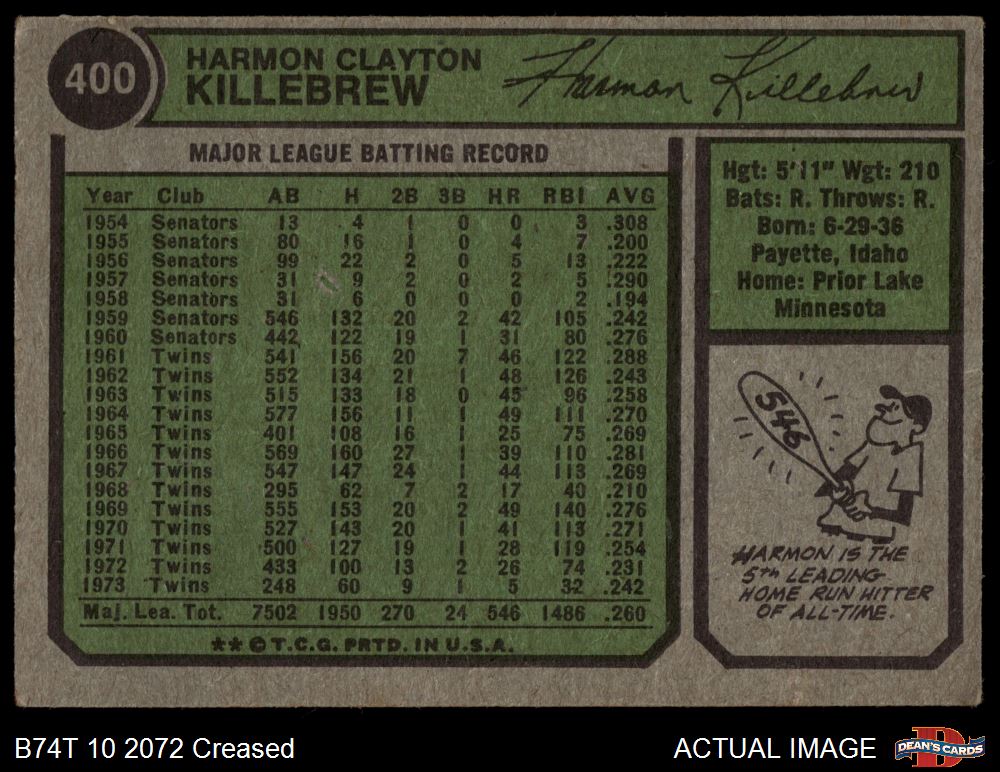 400
HARMON CLAYTON
KILLEBREW
Harmon Killebrew
MAJOR LEAGUE BATTING RECORD
Year Club AB H 2B 3B HR RBI AVG
1954 Senators 13 4 1 0 0 3 .308
1955 Senators 80 16 1 0 4 7 .200
1956 Senators 99 22 2 0 5 13 .222
1957 Senators 31 9 2 0 2 5 .290
1958 Senators 31 6 0 0 0 2 .194
1959 Senators 546 132 20 2 42 105 .242
1960 Senators 442 122 19 1 31 80 .276
1961 Twins 541 156 20 7 46 122 .288
1962 Twins 552 134 21 1 48 126 .243
1963 Twins 515 133 18 0 45 96 .258
1964 Twins 577 156 11 1 49 111 .270
1965 Twins 401 108 16 1 25 75 .269
1966 Twins 569 160 27 1 39 110 .281
1967 Twins 547 147 24 1 44 113 .269
1968 Twins 295 62 7 2 17 40 .210
1969 Twins 555 153 20 2 49 140 .276
1970 Twins 527 143 20 1 41 113 .271
1971 Twins 500 127 19 1 28 119 .254
1972 Twins 433 100 13 2 26 74 .231
1973 Twins 248 60 9 1 5 32 .242
Maj. Lea. Tot. 7502 1950 270 24 546 1486 .260
** © T.C.G. PRTD. IN U.S.A.
Hgt: 5'11" Wgt: 210
Bats: R. Throws: R.
Born: 6-29-36
Payette, Idaho
Home: Prior Lake
Minnesota
546
HARMON IS THE
5TH LEADING
HOME RUN HITTER
OF ALL-TIME.
B74T 10 2072 Creased
ACTUAL IMAGE
D
DEAN'S CARDS